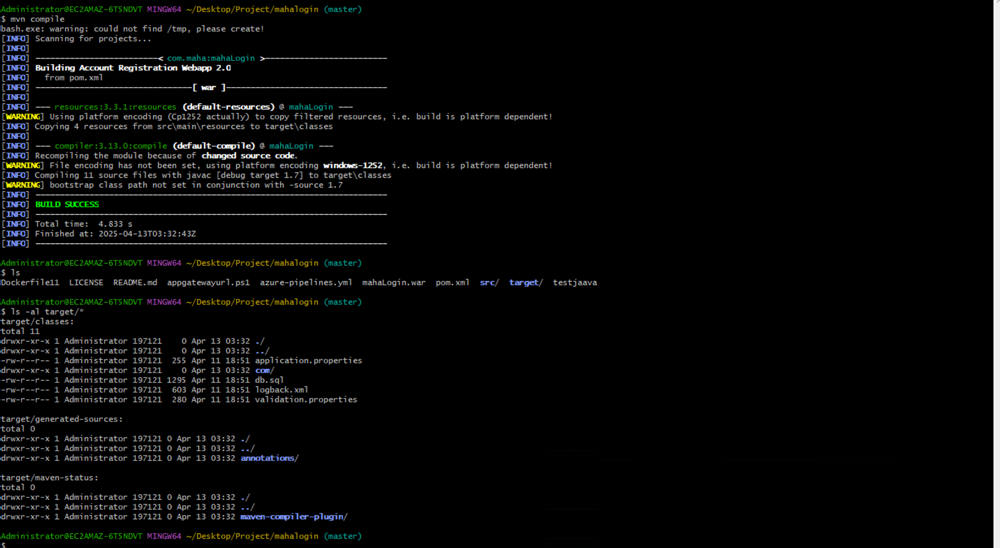 Administrator@EC2AMAZ-6T5NDVT MINGW64 ~/Desktop/Project/mahalogin (master)
$ mvn compile
bash.exe: warning: could not find /tmp, please create!
[INFO] Scanning for projects...
[INFO]
[INFO] -------------------------< com.maha:mahaLogin >-------------------------
[INFO] Building Account Registration Webapp 2.0
[INFO]   from pom.xml
[INFO] --------------------------------[ war ]---------------------------------
[INFO]
[INFO] --- resources:3.3.1:resources (default-resources) @ mahaLogin ---
[WARNING] Using platform encoding (Cp1252 actually) to copy filtered resources, i.e. build is platform dependent!
[INFO] Copying 4 resources from src\main\resources to target\classes
[INFO]
[INFO] --- compiler:3.13.0:compile (default-compile) @ mahaLogin ---
[INFO] Recompiling the module because of changed source code.
[WARNING] File encoding has not been set, using platform encoding windows-1252, i.e. build is platform dependent!
[INFO] Compiling 11 source files with javac [debug target 1.7] to target\classes
[WARNING] bootstrap class path not set in conjunction with -source 1.7
[INFO] ------------------------------------------------------------------------
[INFO] BUILD SUCCESS
[INFO] ------------------------------------------------------------------------
[INFO] Total time:  4.833 s
[INFO] Finished at: 2025-04-13T03:32:43Z
[INFO] ------------------------------------------------------------------------
Administrator@EC2AMAZ-6T5NDVT MINGW64 ~/Desktop/Project/mahalogin (master)
$ ls
Dockerfile11  LICENSE  README.md  appgatewayurl.ps1  azure-pipelines.yml  mahaLogin.war  pom.xml  src/  target/  testjaava
Administrator@EC2AMAZ-6T5NDVT MINGW64 ~/Desktop/Project/mahalogin (master)
$ ls -al target/*
target/classes:
total 11
drwxr-xr-x 1 Administrator 197121    0 Apr 13 03:32 ./
drwxr-xr-x 1 Administrator 197121    0 Apr 13 03:32 ../
-rw-r--r-- 1 Administrator 197121  255 Apr 11 18:51 application.properties
drwxr-xr-x 1 Administrator 197121    0 Apr 13 03:32 com/
-rw-r--r-- 1 Administrator 197121 1295 Apr 11 18:51 db.sql
-rw-r--r-- 1 Administrator 197121  603 Apr 11 18:51 logback.xml
-rw-r--r-- 1 Administrator 197121  280 Apr 11 18:51 validation.properties
target/generated-sources:
total 0
drwxr-xr-x 1 Administrator 197121 0 Apr 13 03:32 ./
drwxr-xr-x 1 Administrator 197121 0 Apr 13 03:32 ../
drwxr-xr-x 1 Administrator 197121 0 Apr 13 03:32 annotations/
target/maven-status:
total 0
drwxr-xr-x 1 Administrator 197121 0 Apr 13 03:32 ./
drwxr-xr-x 1 Administrator 197121 0 Apr 13 03:32 ../
drwxr-xr-x 1 Administrator 197121 0 Apr 13 03:32 maven-compiler-plugin/
Administrator@EC2AMAZ-6T5NDVT MINGW64 ~/Desktop/Project/mahalogin (master)
$